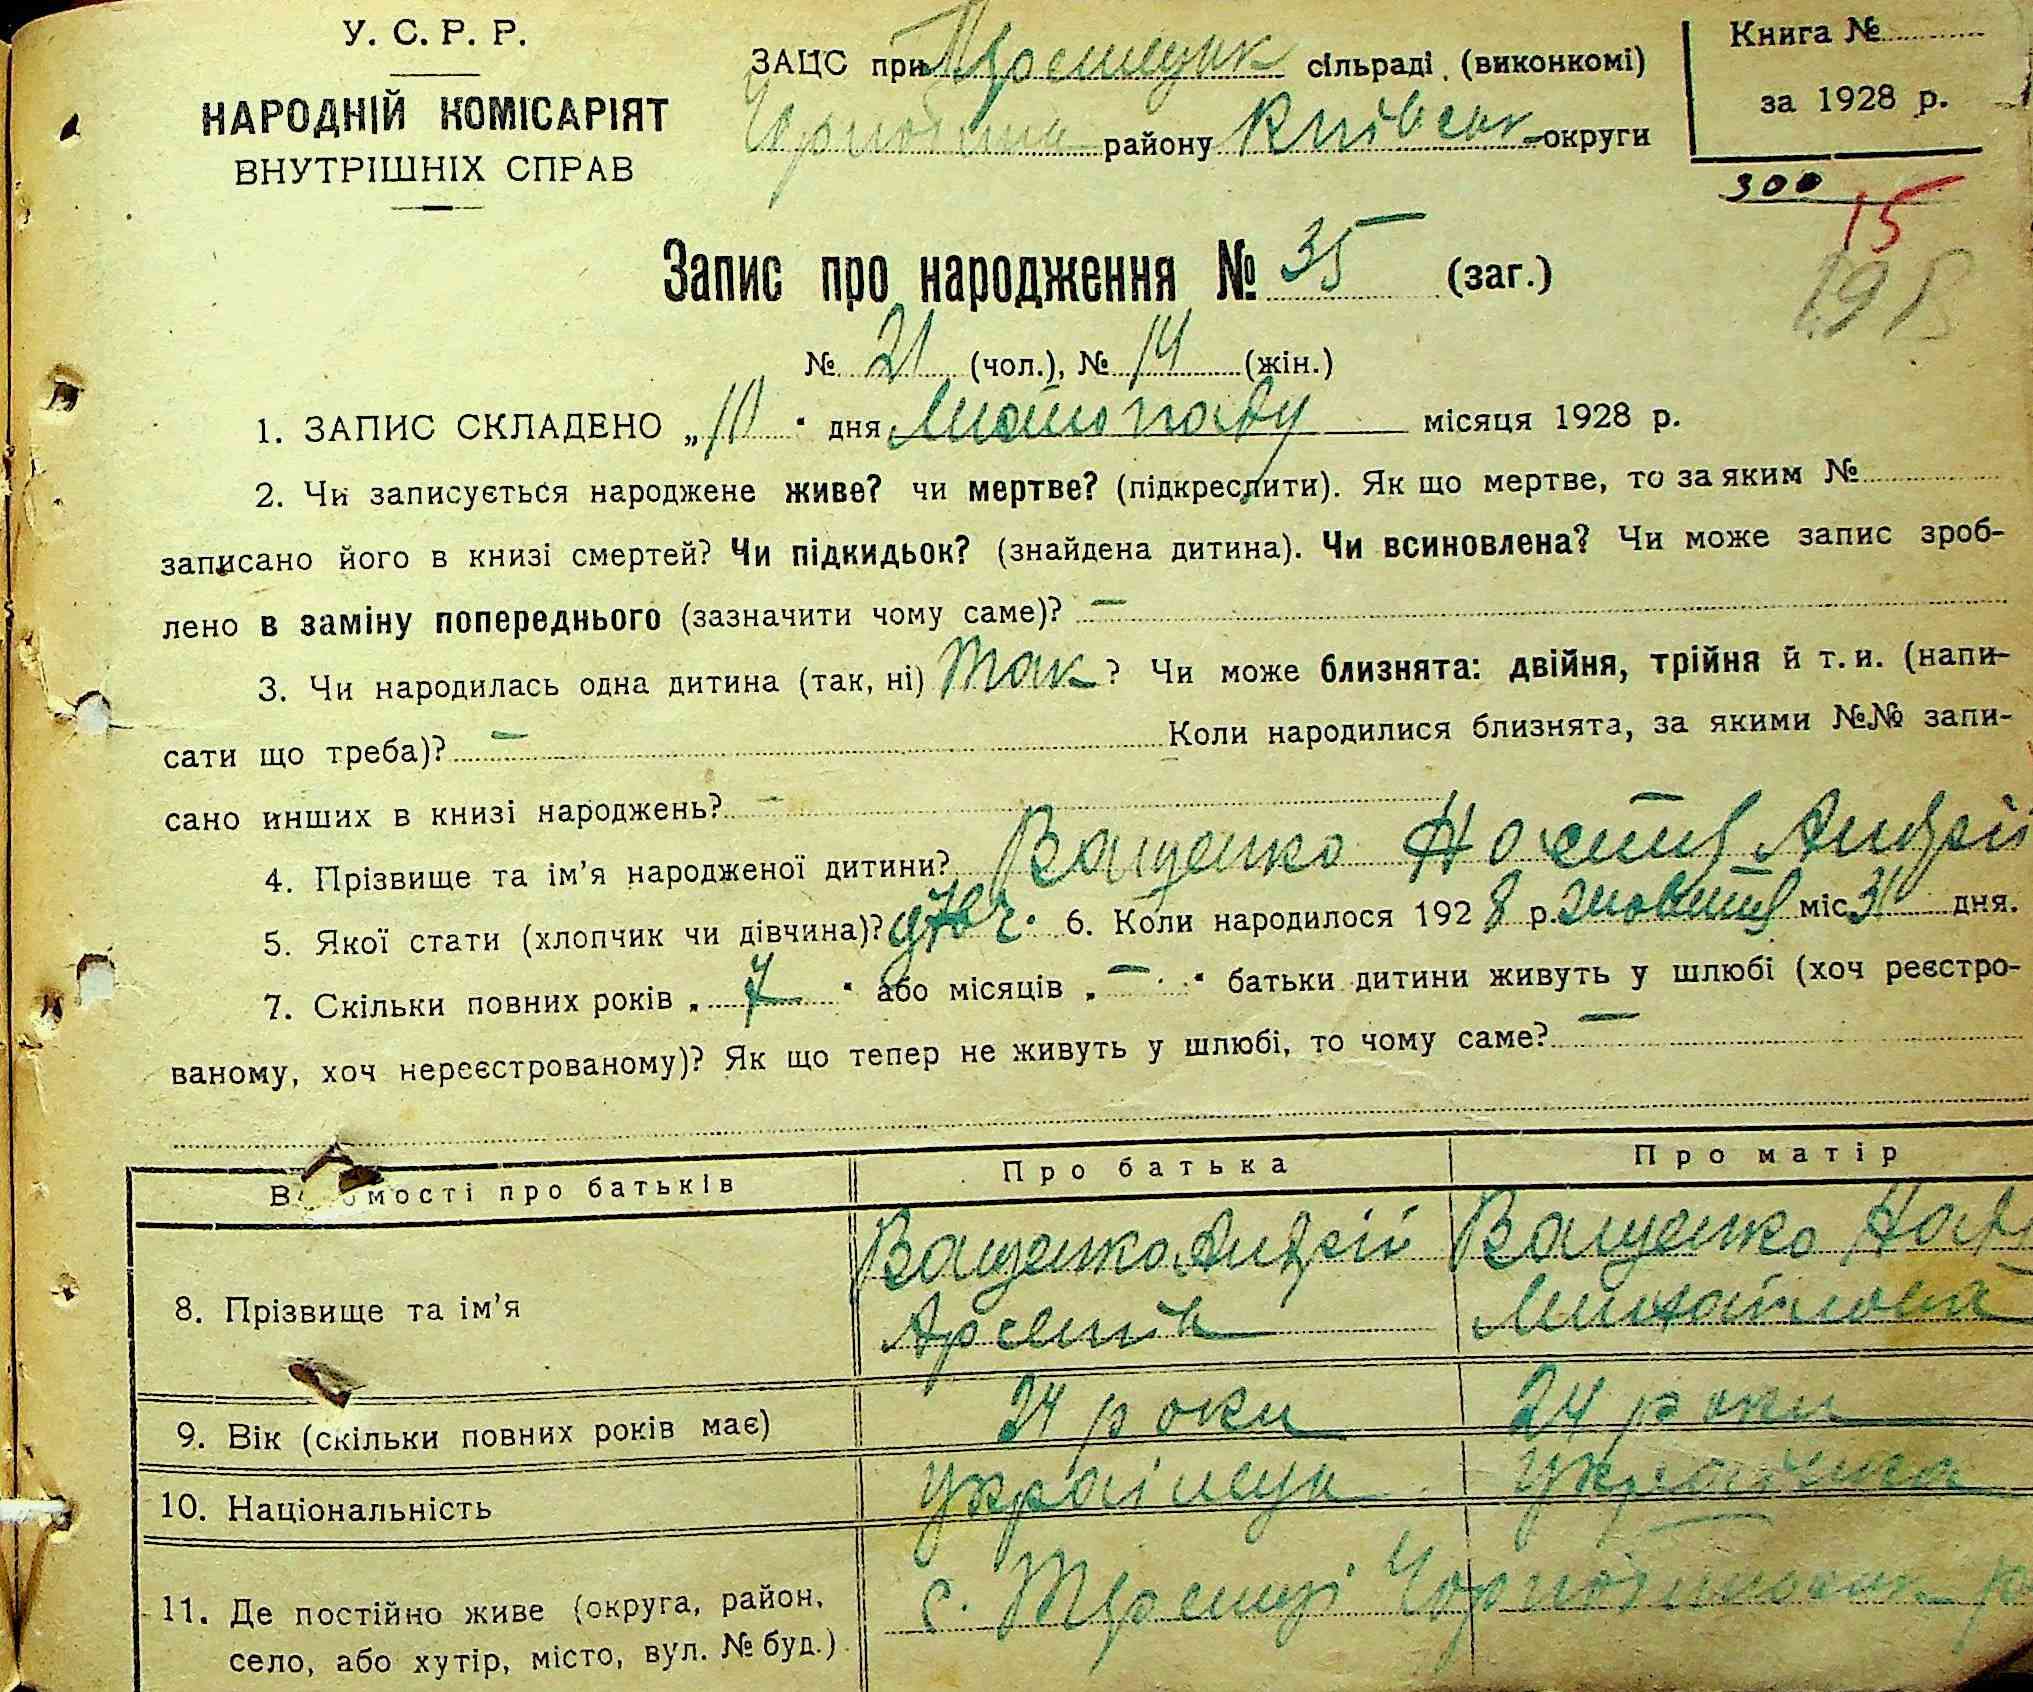 У. С. Р. Р.
НАРОДНІЙ КОМІСАРІЯТ
ВНУТРІШНІХ СПРАВ
ЗАЦС при сільраді (виконкомі)
району Київськ округи
Книга №
за 1928 р.
300
15
Запис про народження № 35 (заг.)
№ 21 (чол.), № 14 (жін.)
1. ЗАПИС СКЛАДЕНО „10" дня Листопаду місяця 1928 р.
2. Чи записується народжене живе? чи мертве? (підкреслити). Як що мертве, то за яким №
записано його в книзі смертей? Чи підкидьок? (знайдена дитина). Чи всиновлена? Чи може запис зроб-
лено в заміну попереднього (зазначити чому саме)? —
3. Чи народилась одна дитина (так, ні) Так? Чи може близнята: двійня, трійня й т. и. (напи-
сати що треба)? — Коли народилися близнята, за якими №№ запи-
сано инших в книзі народжень? —
4. Прізвище та ім’я народженої дитини? Ващенко Настя Андрії
5. Якої статі (хлопчик чи дівчина)? дівч. 6. Коли народилося 1928 р. жовтня міс 31 дня.
7. Скільки повних років „ 7 " або місяців „ — " батьки дитини живуть у шлюбі (хоч реєстро-
ваному, хоч нереєстрованому)? Як що тепер не живуть у шлюбі, то чому саме? —
Відомості про батьків Про батька Про матір
8. Прізвище та ім’я
Ващенко Андрій
Арсенів
Ващенко
Михайлова
9. Вік (скільки повних років має) 24 роки 24 роки
10. Національність Українець Українка
11. Де постійно живе (округа, район,
село, або хутір, місто, вул. № буд.)
с.